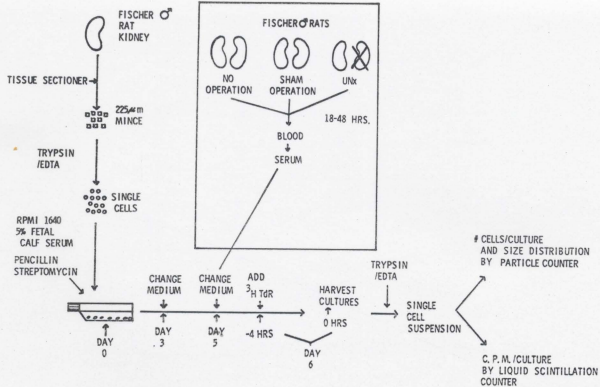 FISCHER ♂
RAT
KIDNEY
TISSUE SECTIONER
225µm
MINCE
TRYPSIN
/EDTA
SINGLE
CELLS
RPMI 1640
5% FETAL
CALF SERUM
PENCILLIN
STREPTOMYCIN
DAY
0
FISCHER ♂ RATS
NO
OPERATION
SHAM
OPERATION
UNx
18-48 HRS.
BLOOD
SERUM
CHANGE
MEDIUM
DAY
3
CHANGE
MEDIUM
DAY
5
ADD
3H TdR
-4 HRS
HARVEST
CULTURES
0 HRS
DAY
6
TRYPSIN
/EDTA
SINGLE
CELL
SUSPENSION
# CELLS/CULTURE
AND SIZE DISTRIBUTION
BY PARTICLE COUNTER
C. P. M./CULTURE
BY LIQUID SCINTILLATION
COUNTER